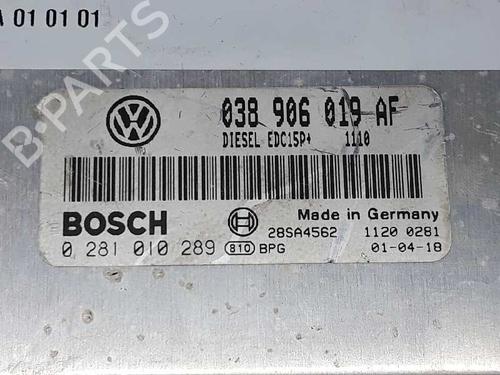 A 01 01 01
B-PARTS
038 906 019 AF
DIESEL EDC15P+ 1110
BOSCH
Made in Germany
28SA4562 1120 0281
0 281 010 289 810 BPG 01-04-18